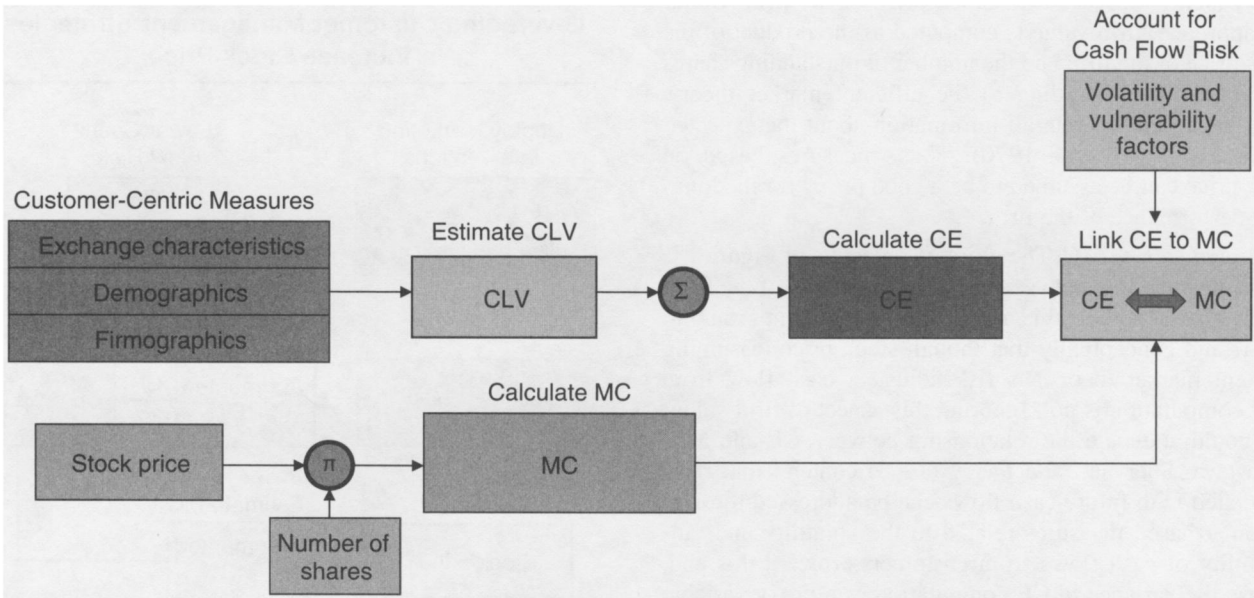 Account for
Cash Flow Risk
Volatility and
vulnerability
factors
Customer-Centric Measures
Exchange characteristics
Demographics
Firmographics
Estimate CLV
CLV
Σ
Calculate CE
CE
Link CE to MC
CE MC
Calculate MC
Stock price
π
MC
Number of
shares